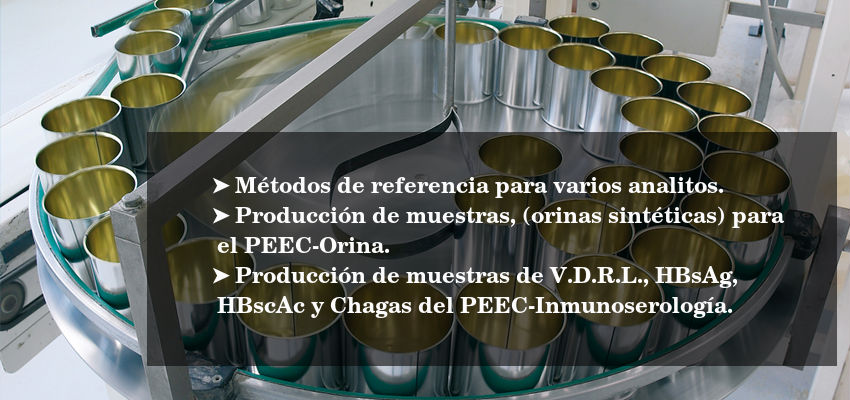 ➤ Métodos de referencia para varios analitos.
➤ Producción de muestras, (orinas sintéticas) para
el PEEC-Orina.
➤ Producción de muestras de V.D.R.L., HBsAg,
HBscAc y Chagas del PEEC-Inmunoserología.